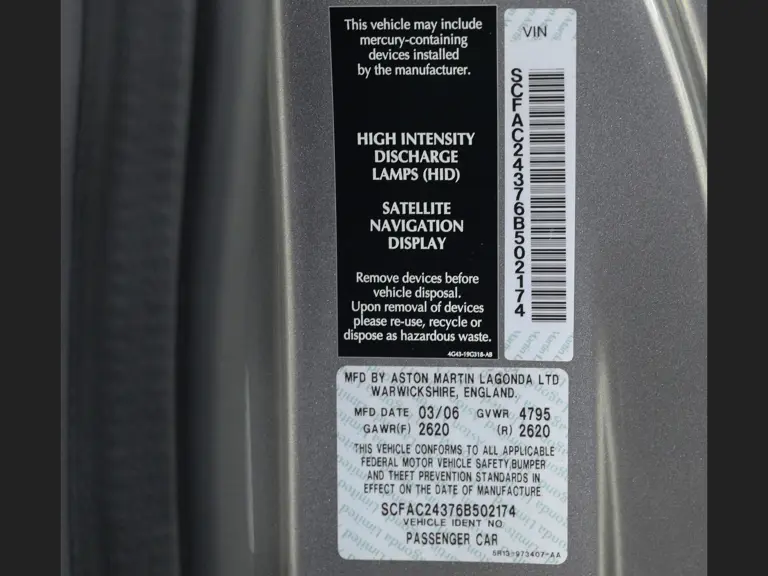 This vehicle may include
mercury-containing
devices installed
by the manufacturer.
HIGH INTENSITY
DISCHARGE
LAMPS (HID)
SATELLITE
NAVIGATION
DISPLAY
Remove devices before
vehicle disposal.
Upon removal of devices
please re-use, recycle or
dispose as hazardous waste.
4G43-19G318-AB
VIN
SCFAC24376B502174
MFD BY ASTON MARTIN LAGONDA LTD
WARWICKSHIRE, ENGLAND.
MFD DATE 03/06 GVWR 4795
GAWR(F) 2620 (R) 2620
THIS VEHICLE CONFORMS TO ALL APPLICABLE
FEDERAL MOTOR VEHICLE SAFETY,BUMPER
AND THEFT PREVENTION STANDARDS IN
EFFECT ON THE DATE OF MANUFACTURE
SCFAC24376B502174
VEHICLE IDENT NO.
PASSENGER CAR